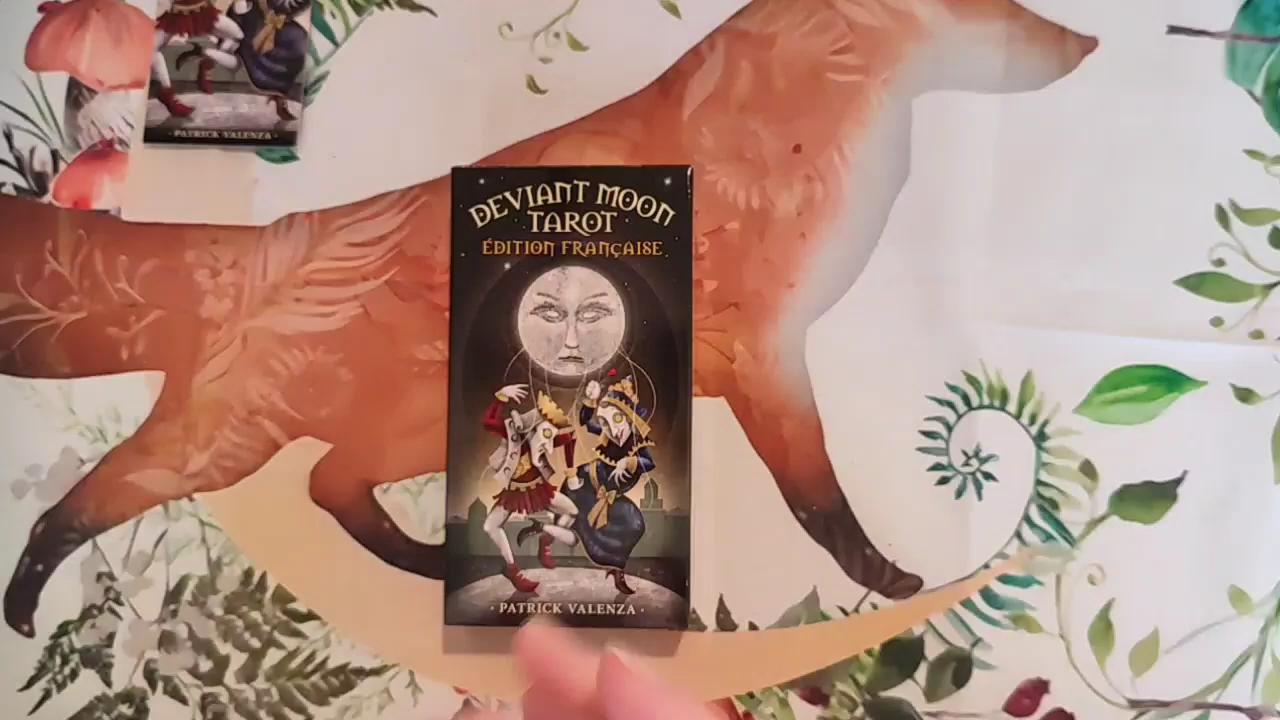 · PATRICK VALENZA ·
DEVIANT MOON
TAROT
ÉDITION FRANÇAISE
· PATRICK VALENZA ·